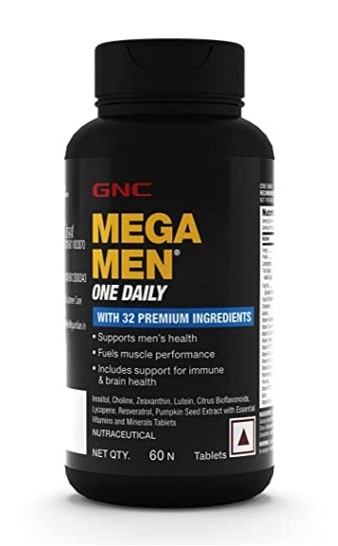 GNC
MEGA
MEN®
ONE DAILY
WITH 32 PREMIUM INGREDIENTS
• Supports men's health
• Fuels muscle performance
• Includes support for immune
& brain health
Inositol, Choline, Zeaxanthin, Lutein, Citrus Bioflavonoids,
Lycopene, Resveratrol, Pumpkin Seed Extract with Essential
Vitamins and Minerals Tablets
NUTRACEUTICAL
NET QTY. 60 N Tablets